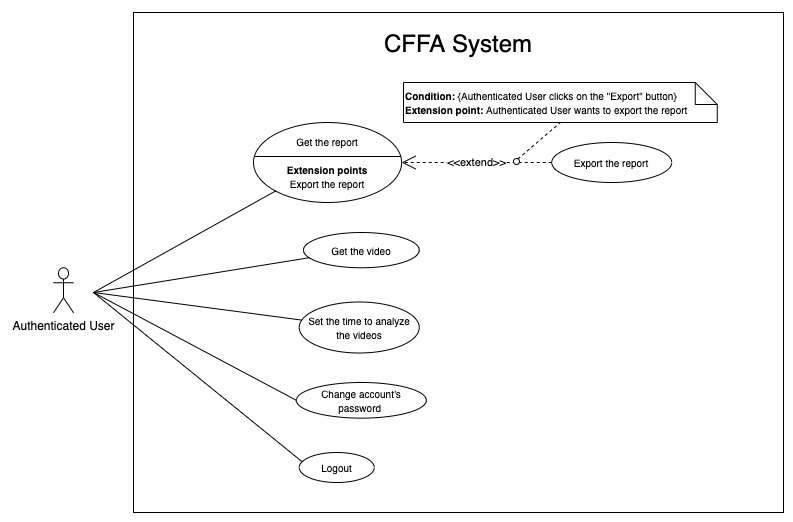 CFFA System
Condition: {Authenticated User clicks on the "Export" button}
Extension point: Authenticated User wants to export the report
Get the report
Extension points
Export the report
<<extend>>
Export the report
Get the video
Set the time to analyze
the videos
Authenticated User
Change account's
password
Logout